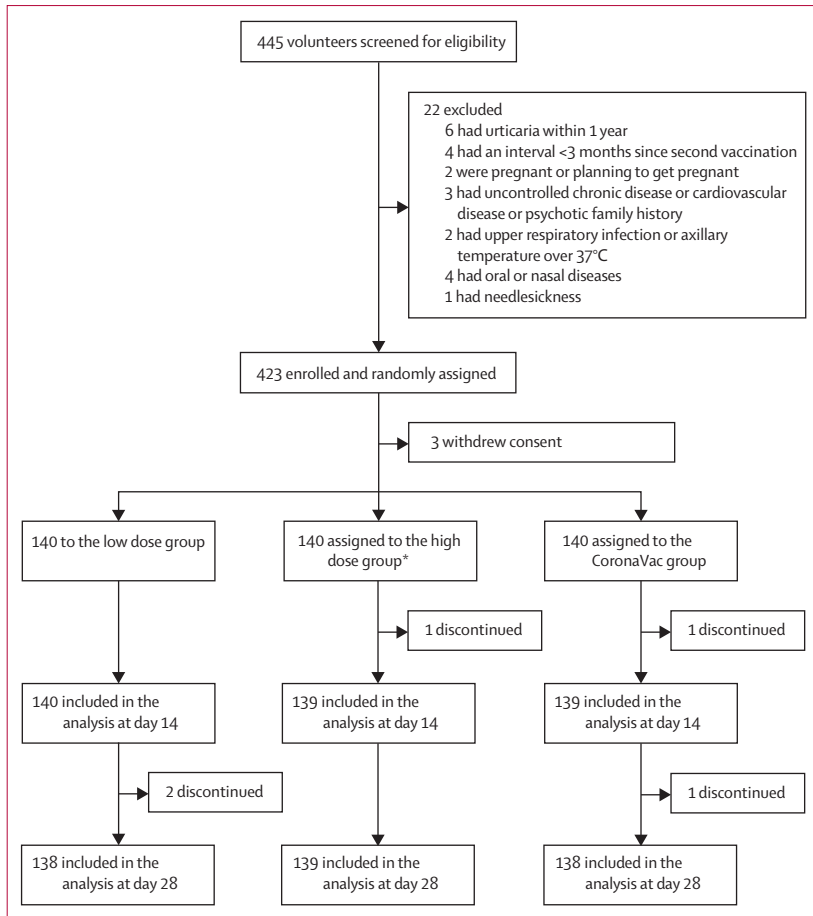 445 volunteers screened for eligibility
22 excluded
6 had urticaria within 1 year
4 had an interval <3 months since second vaccination
2 were pregnant or planning to get pregnant
3 had uncontrolled chronic disease or cardiovascular
disease or psychotic family history
2 had upper respiratory infection or axillary
temperature over 37°C
4 had oral or nasal diseases
1 had needlesickness
423 enrolled and randomly assigned
3 withdrew consent
140 to the low dose group
140 assigned to the high
dose group*
140 assigned to the
CoronaVac group
1 discontinued
1 discontinued
140 included in the
analysis at day 14
139 included in the
analysis at day 14
139 included in the
analysis at day 14
2 discontinued
1 discontinued
138 included in the
analysis at day 28
139 included in the
analysis at day 28
138 included in the
analysis at day 28